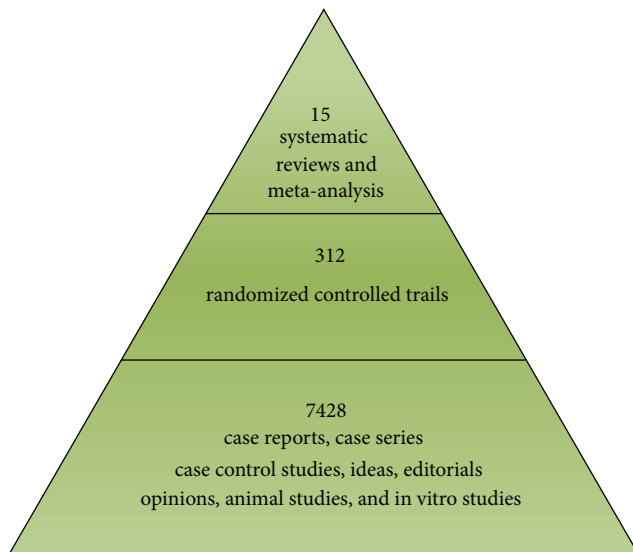 15
systematic
reviews and
meta-analysis
312
randomized controlled trails
7428
case reports, case series
case control studies, ideas, editorials
opinions, animal studies, and in vitro studies